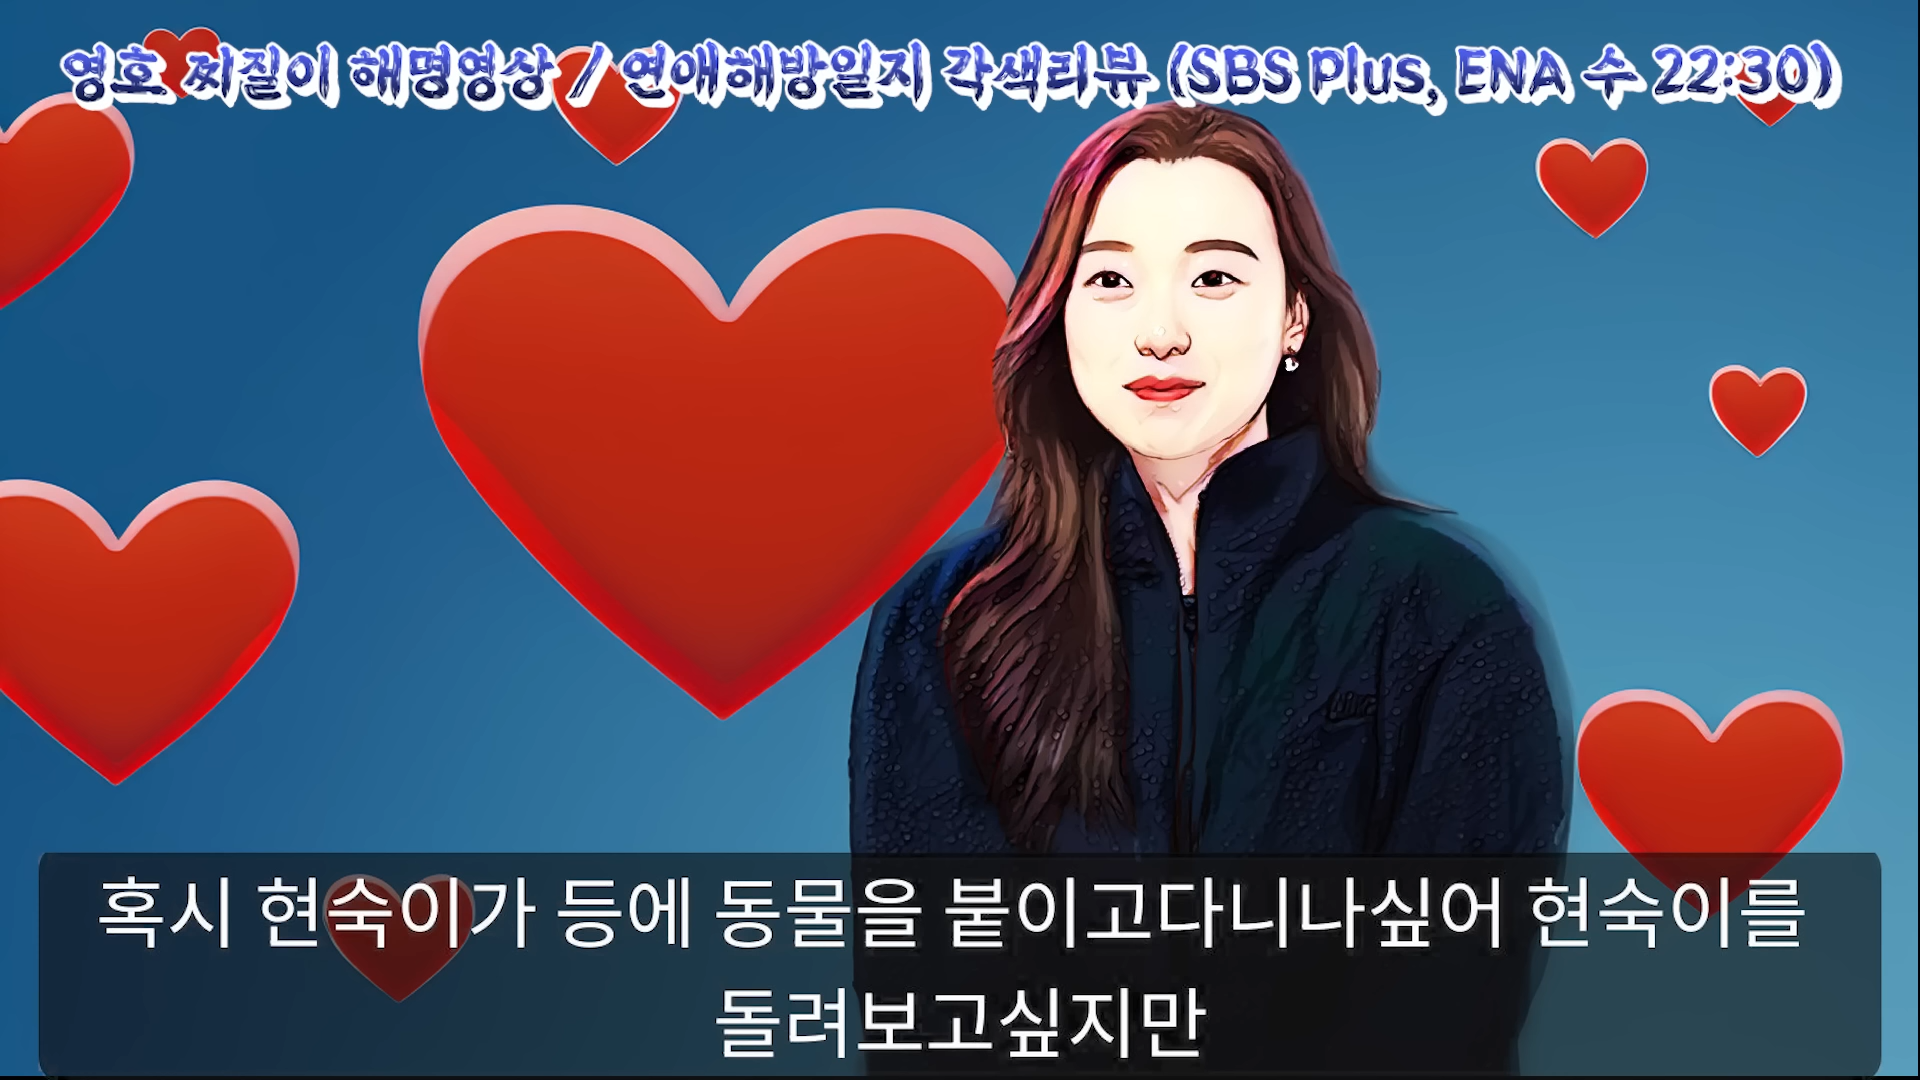 영호 찌질이 해명영상 / 연애해방일지 각색리뷰 (SBS Plus, ENA 수 22:30)
혹시 현숙이가 등에 동물을 붙이고다니나싶어 현숙이를
돌려보고싶지만